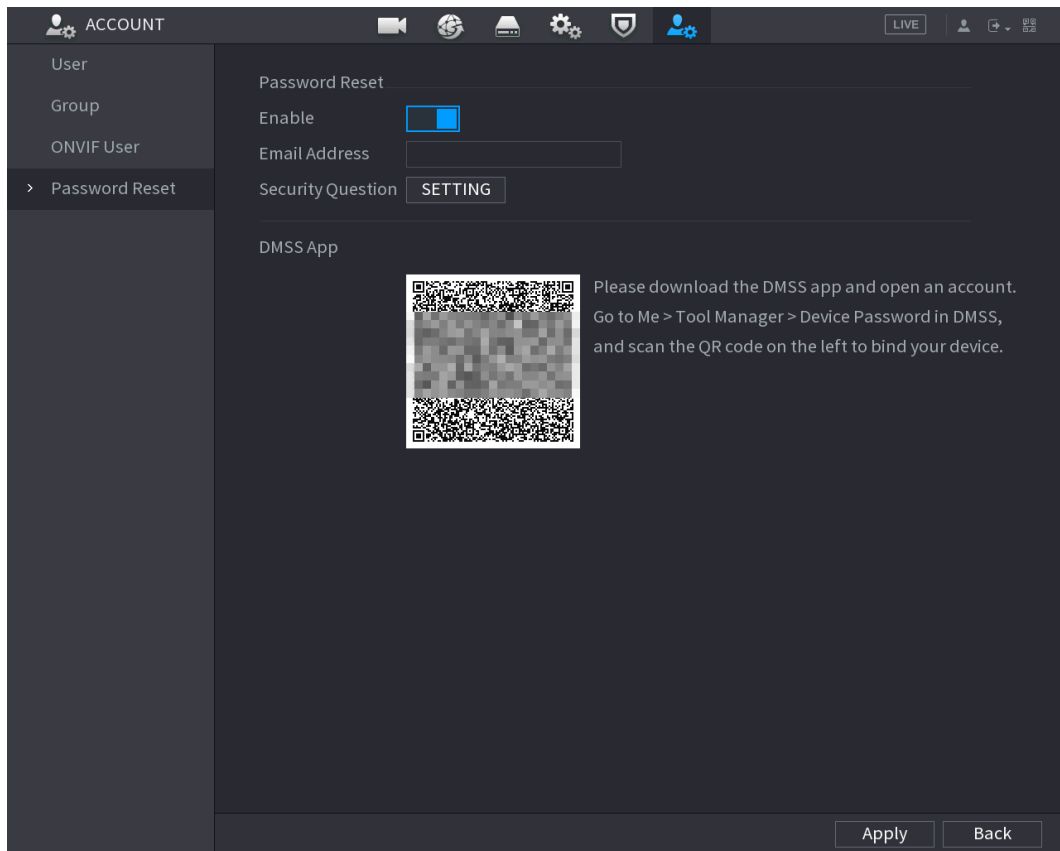 ACCOUNT
LIVE
User
Group
ONVIF User
Password Reset
Password Reset
Enable
Email Address
Security Question SETTING
DMSS App
Please download the DMSS app and open an account.
Go to Me > Tool Manager > Device Password in DMSS,
and scan the QR code on the left to bind your device.
Apply Back